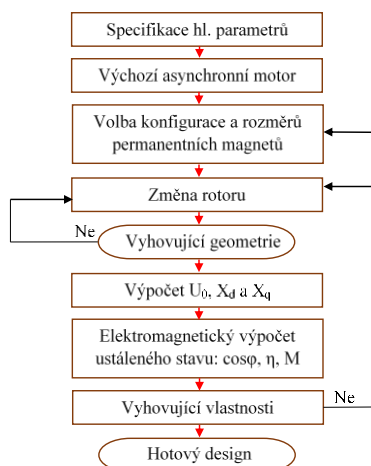 Specifikace hl. parametrů
Výchozí asynchronní motor
Volba konfigurace a rozměrů
permanentních magnetů
Změna rotoru
Ne
Vyhovující geometrie
Výpočet U0, Xd a Xq
Elektromagnetický výpočet
ustáleného stavu: cosφ, η, M
Ne
Vyhovující vlastnosti
Hotový design